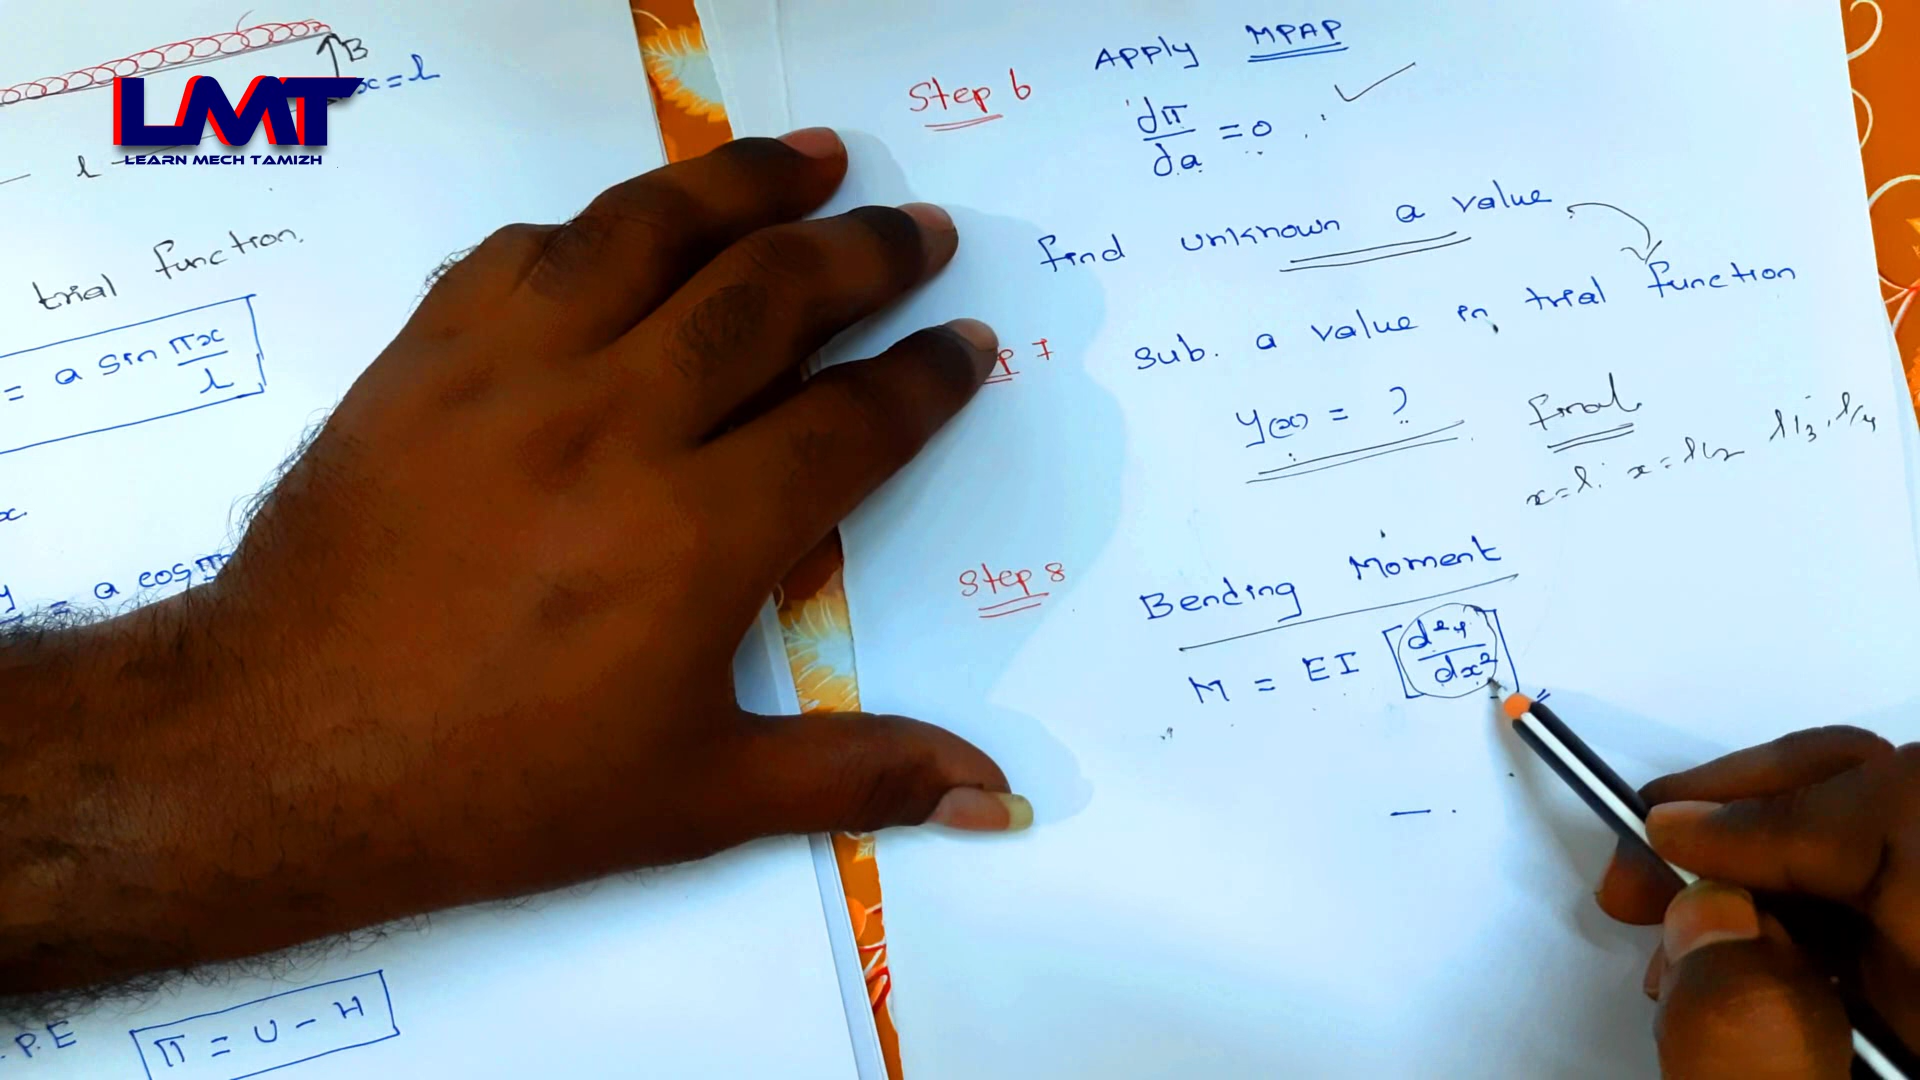 B
x=l
LMT
LEARN MECH TAMIZH
l
trial function.
= a sin πx/l
x.
y = a cos π
.P.E π = U - H
Step 6 Apply MPAP
dπ/da = 0
find unknown a value
p 7 sub. a value in trial function
y(x) = ? final
x=l. x=l/2 l/3, l/4
Step 8 Bending Moment
M = EI [d²y/dx²]